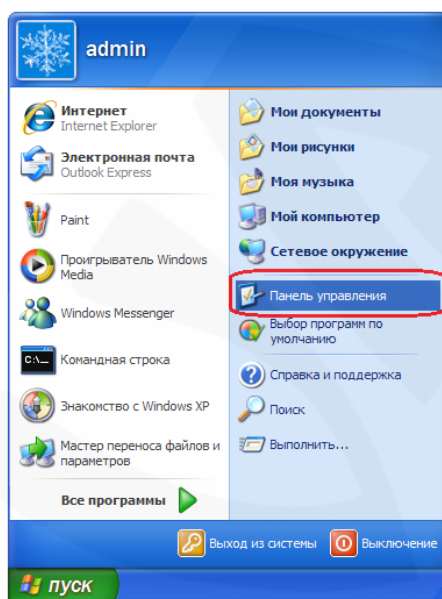 admin
Интернет
Internet Explorer
Электронная почта
Outlook Express
Paint
Проигрыватель Windows
Media
Windows Messenger
C:\_
Командная строка
Знакомство с Windows XP
Мастер переноса файлов и
параметров
Все программы
Мои документы
Мои рисунки
Моя музыка
Мой компьютер
Сетевое окружение
Панель управления
Выбор программ по
умолчанию
Справка и поддержка
Поиск
Выполнить...
Выход из системы
Выключение
пуск